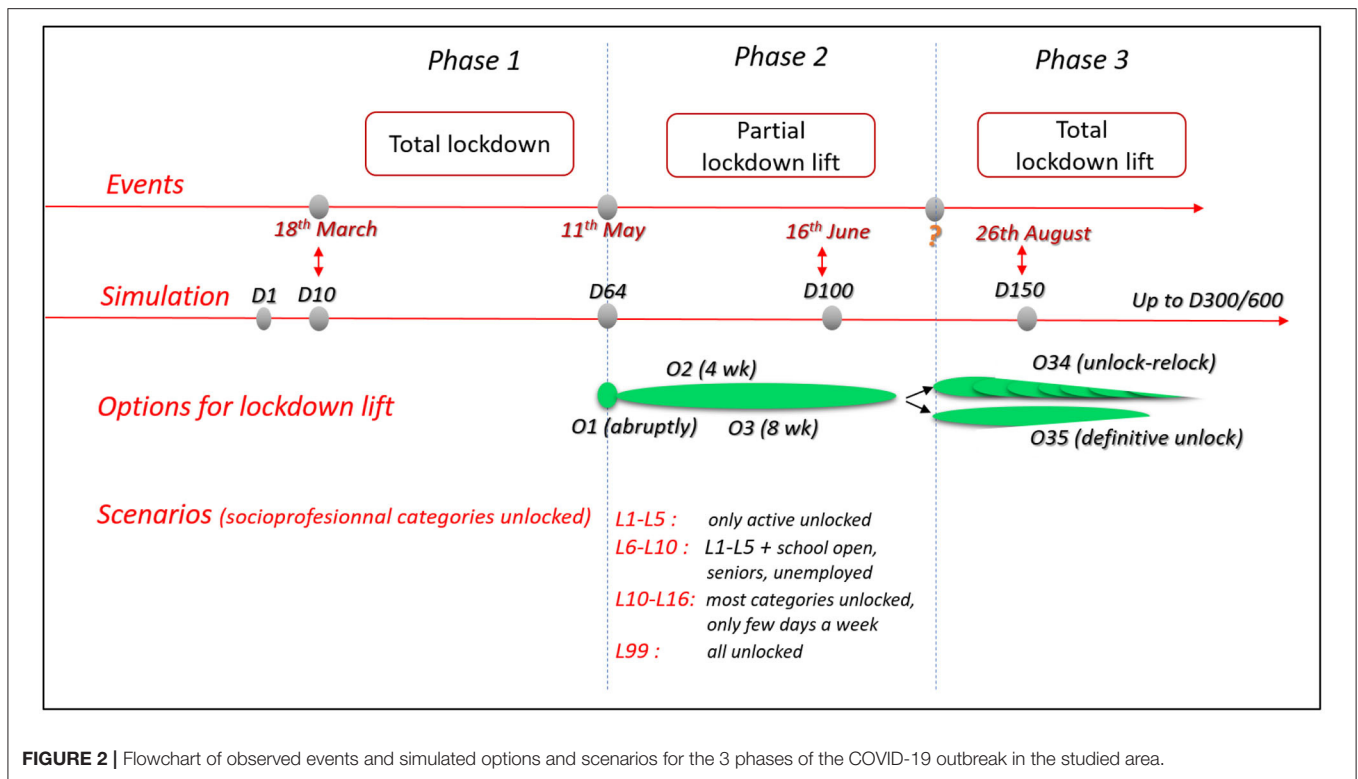 Phase 1
Phase 2
Phase 3
Total lockdown
Partial
lockdown lift
Total
lockdown lift
Events
18th March
11th May
16th June
?
26th August
Simulation
D1
D10
D64
D100
D150
Up to D300/600
Options for lockdown lift
O1 (abruptly)
O2 (4 wk)
O3 (8 wk)
O34 (unlock-relock)
O35 (definitive unlock)
Scenarios (socioprofesionnal categories unlocked)
L1-L5 : only active unlocked
L6-L10 : L1-L5 + school open,
seniors, unemployed
L10-L16: most categories unlocked,
only few days a week
L99 : all unlocked
FIGURE 2 | Flowchart of observed events and simulated options and scenarios for the 3 phases of the COVID-19 outbreak in the studied area.